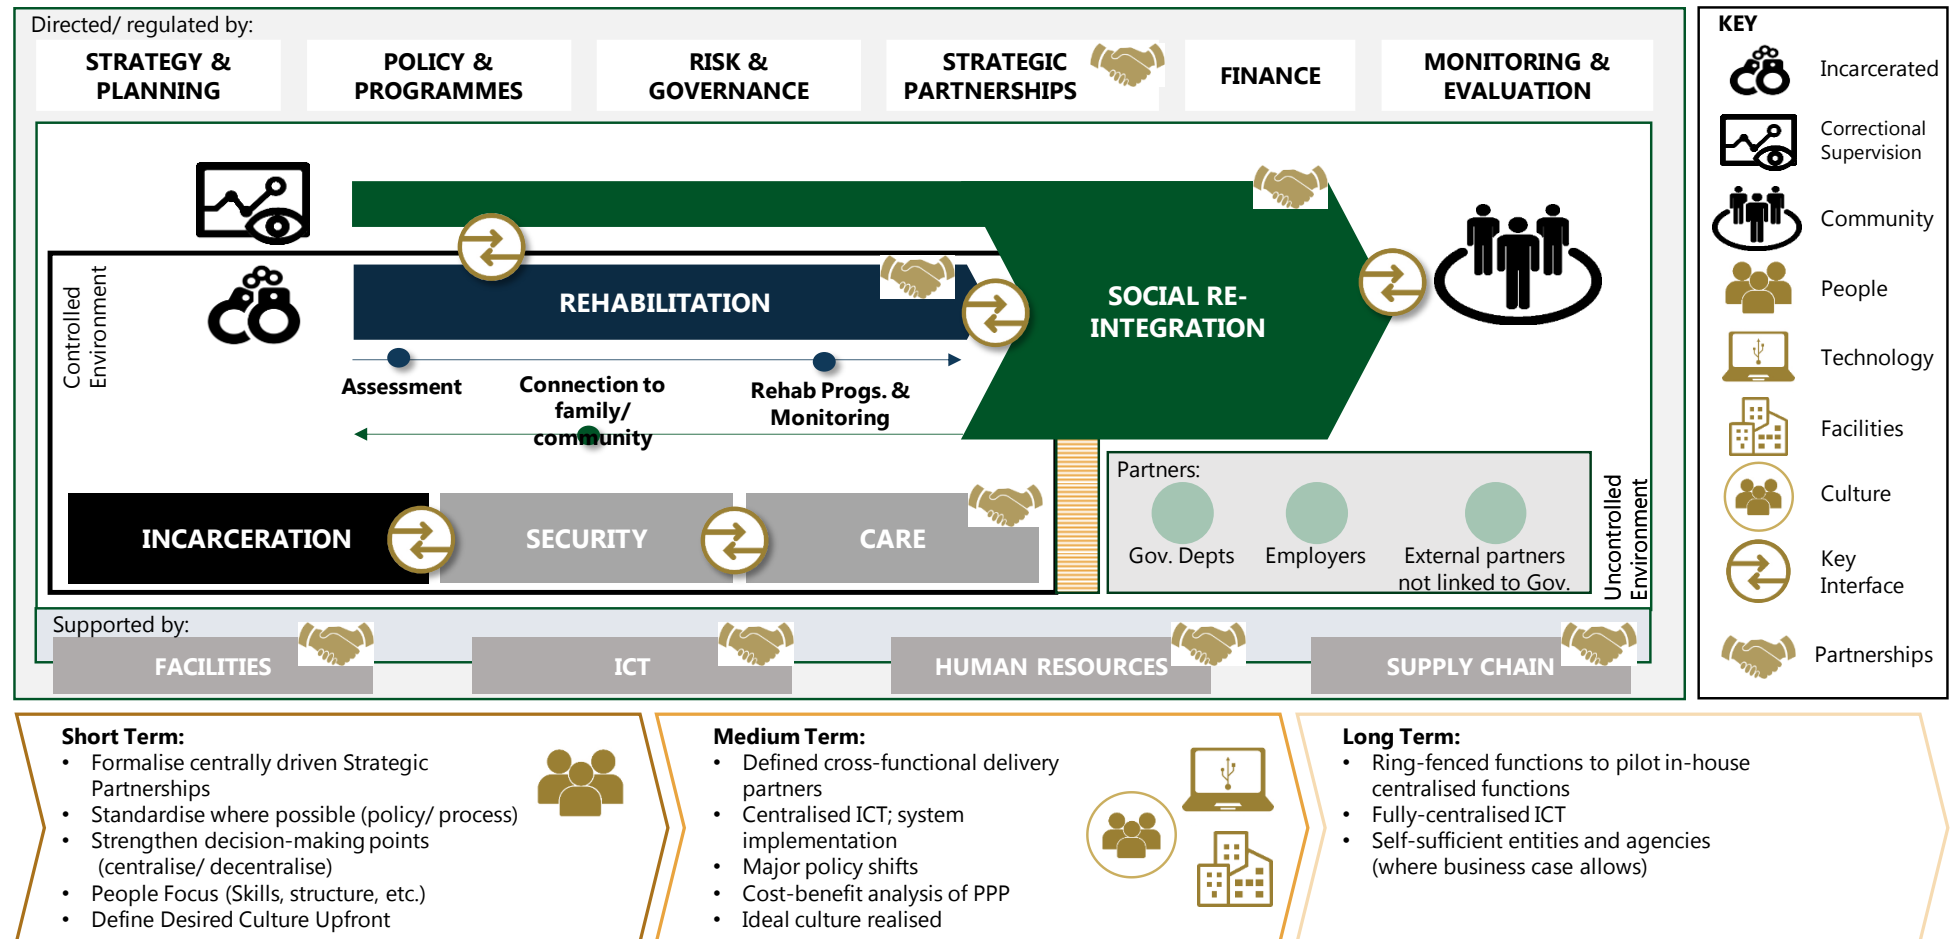 Directed/ regulated by:
STRATEGY &
PLANNING
POLICY &
PROGRAMMES
RISK &
GOVERNANCE
STRATEGIC
PARTNERSHIPS
FINANCE
MONITORING &
EVALUATION
Controlled
Environment
REHABILITATION
SOCIAL RE-
INTEGRATION
Assessment
Connection to
family/
community
Rehab Progs. &
Monitoring
INCARCERATION
SECURITY
CARE
Partners:
Gov. Depts
Employers
External partners
not linked to Gov.
Uncontrolled
Environment
Supported by:
FACILITIES
ICT
HUMAN RESOURCES
SUPPLY CHAIN
KEY
Incarcerated
Correctional
Supervision
Community
People
Technology
Facilities
Culture
Key
Interface
Partnerships
Short Term:
• Formalise centrally driven Strategic
Partnerships
• Standardise where possible (policy/ process)
• Strengthen decision-making points
(centralise/ decentralise)
• People Focus (Skills, structure, etc.)
• Define Desired Culture Upfront
Medium Term:
• Defined cross-functional delivery
partners
• Centralised ICT; system
implementation
• Major policy shifts
• Cost-benefit analysis of PPP
• Ideal culture realised
Long Term:
• Ring-fenced functions to pilot in-house
centralised functions
• Fully-centralised ICT
• Self-sufficient entities and agencies
(where business case allows)